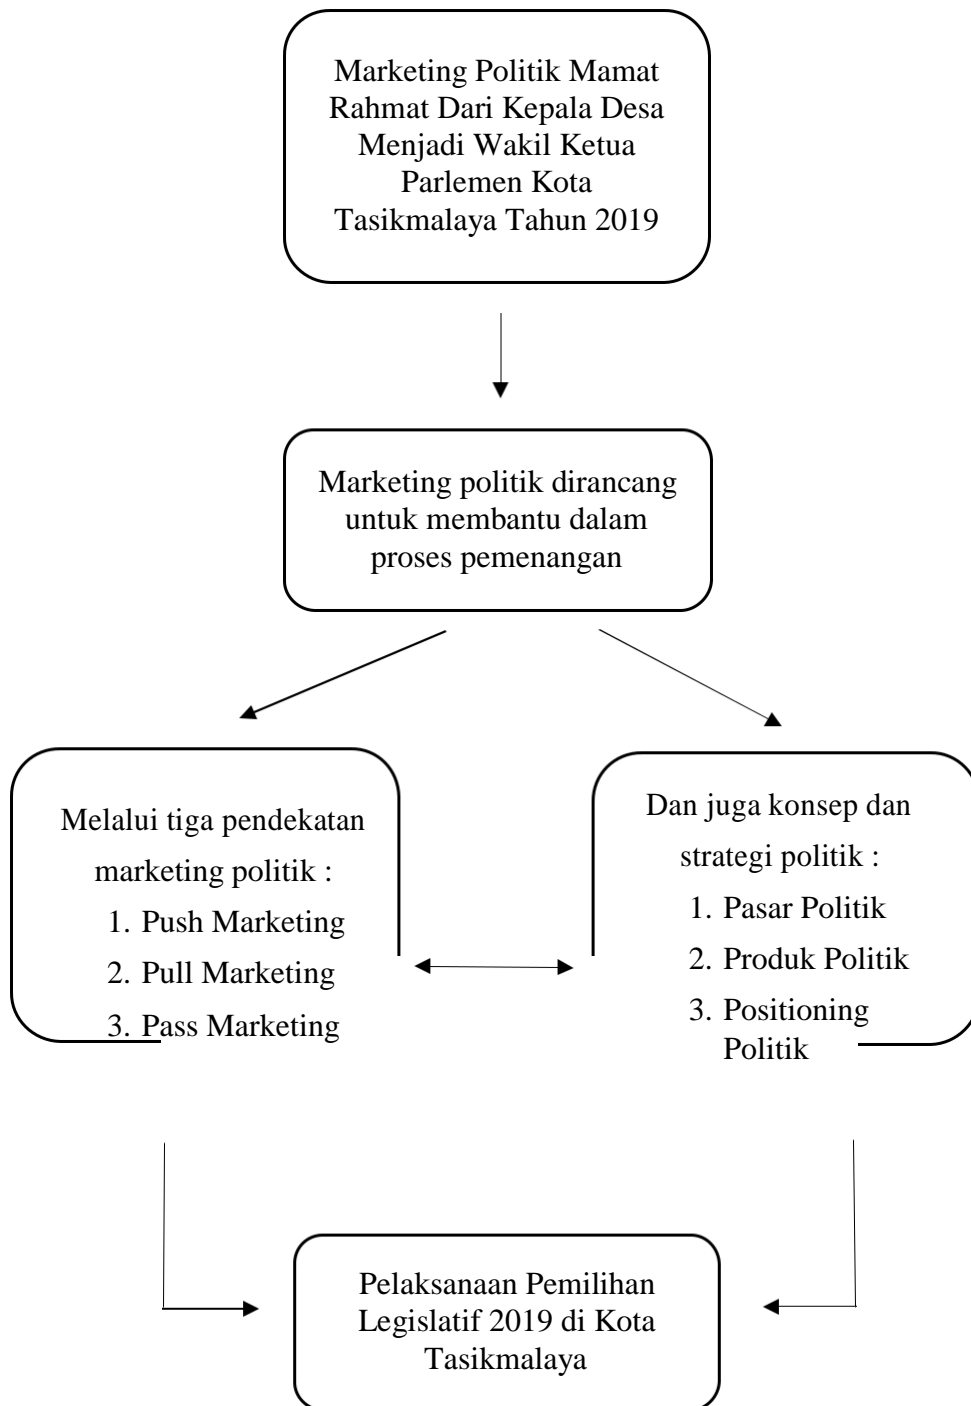 Marketing Politik Mamat
Rahmat Dari Kepala Desa
Menjadi Wakil Ketua
Parlemen Kota
Tasikmalaya Tahun 2019
Marketing politik dirancang
untuk membantu dalam
proses pemenangan
Melalui tiga pendekatan
marketing politik :
1. Push Marketing
2. Pull Marketing
3. Pass Marketing
Dan juga konsep dan
strategi politik :
1. Pasar Politik
2. Produk Politik
3. Positioning
Politik
Pelaksanaan Pemilihan
Legislatif 2019 di Kota
Tasikmalaya